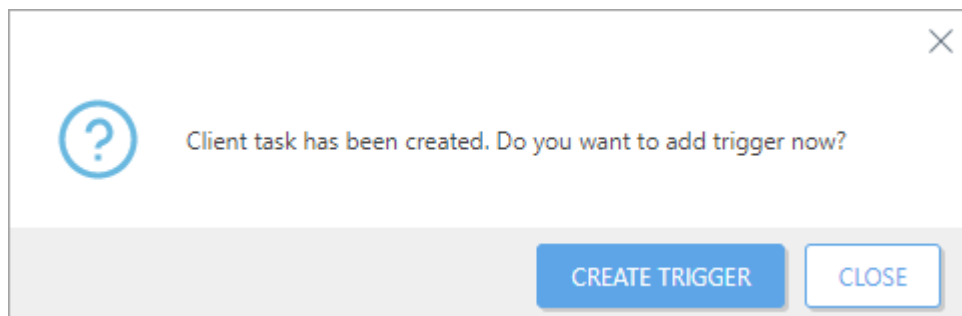 Client task has been created. Do you want to add trigger now?
CREATE TRIGGER
CLOSE